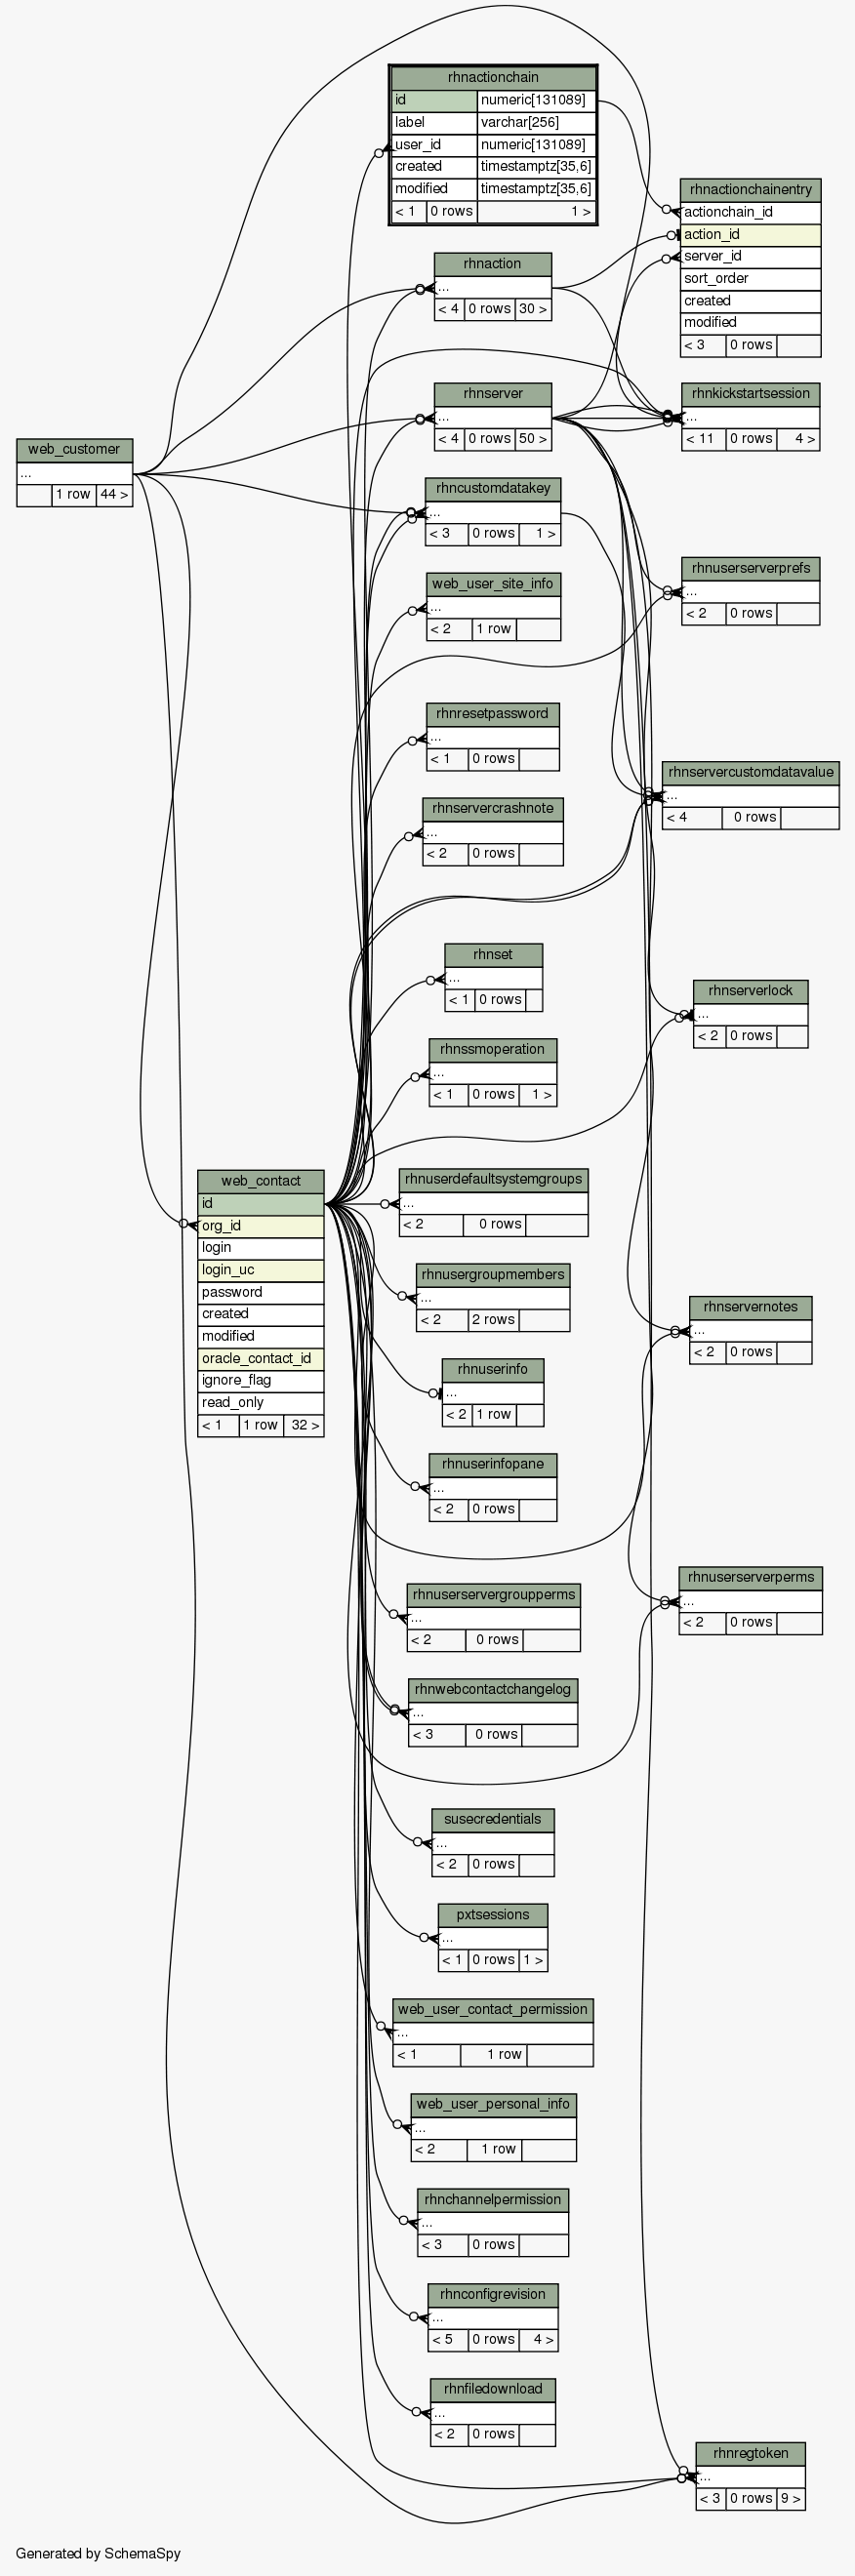 rhnactionchain
id numeric[131089]
label varchar[256]
user_id numeric[131089]
created timestamptz[35,6]
modified timestamptz[35,6]
< 1 0 rows 1 >
rhnactionchainentry
actionchain_id
action_id
server_id
sort_order
created
modified
< 3 0 rows
rhnaction
...
< 4 0 rows 30 >
rhnserver
...
< 4 0 rows 50 >
rhnkickstartsession
...
< 11 0 rows 4 >
web_customer
...
1 row 44 >
rhncustomdatakey
...
< 3 0 rows 1 >
web_user_site_info
...
< 2 1 row
rhnuserserverprefs
...
< 2 0 rows
rhnresetpassword
...
< 1 0 rows
rhnservercustomdatavalue
...
< 4 0 rows
rhnservercrashnote
...
< 2 0 rows
rhnset
...
< 1 0 rows
rhnserverlock
...
< 2 0 rows
rhnssmoperation
...
< 1 0 rows 1 >
web_contact
id
org_id
login
login_uc
password
created
modified
oracle_contact_id
ignore_flag
read_only
< 1 1 row 32 >
rhnuserdefaultsystemgroups
...
< 2 0 rows
rhnusergroupmembers
...
< 2 2 rows
rhnservernotes
...
< 2 0 rows
rhnuserinfo
...
< 2 1 row
rhnuserinfopane
...
< 2 0 rows
rhnuserserverperms
...
< 2 0 rows
rhnuserservergroupperms
...
< 2 0 rows
rhnwebcontactchangelog
...
< 3 0 rows
susecredentials
...
< 2 0 rows
pxtsessions
...
< 1 0 rows 1 >
web_user_contact_permission
...
< 1 1 row
web_user_personal_info
...
< 2 1 row
rhnchannelpermission
...
< 3 0 rows
rhnconfigrevision
...
< 5 0 rows 4 >
rhnfiledownload
...
< 2 0 rows
rhnregtoken
...
< 3 0 rows 9 >
Generated by SchemaSpy